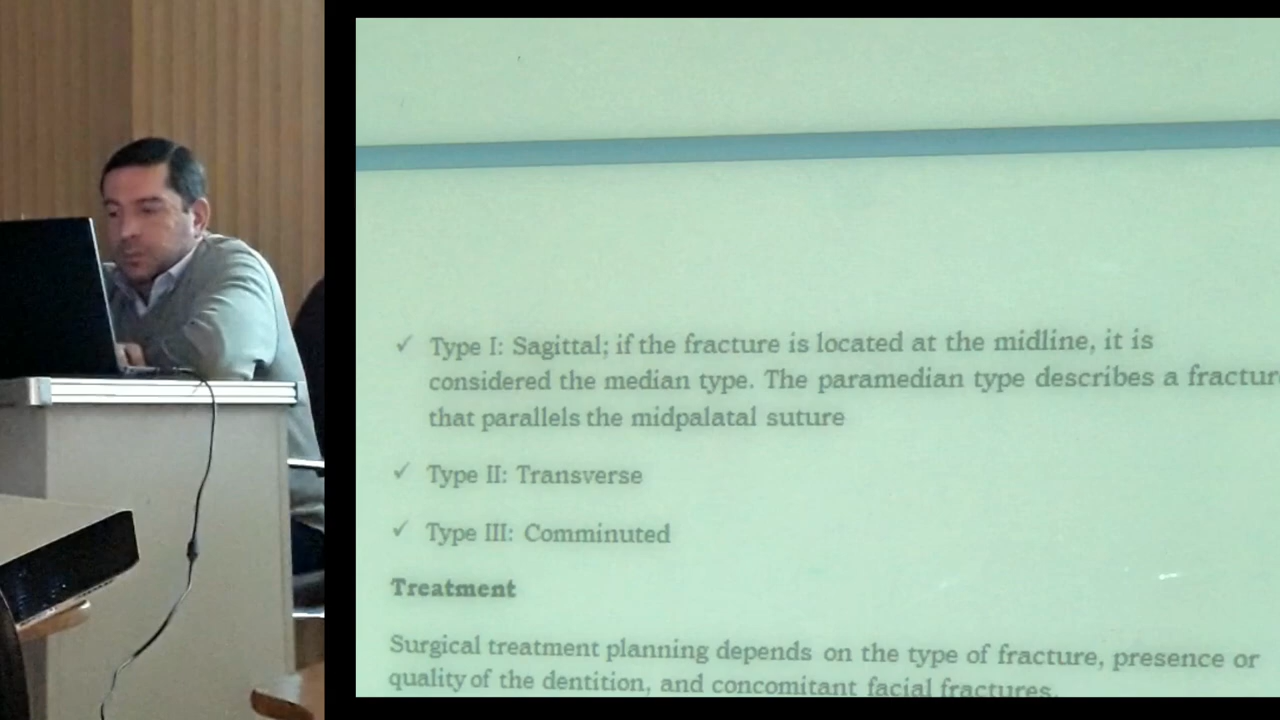 ✓ Type I: Sagittal; if the fracture is located at the midline, it is
considered the median type. The paramedian type describes a fractur
that parallels the midpalatal suture
✓ Type II: Transverse
✓ Type III: Comminuted
Treatment
Surgical treatment planning depends on the type of fracture, presence or
quality of the dentition, and concomitant facial fractures.